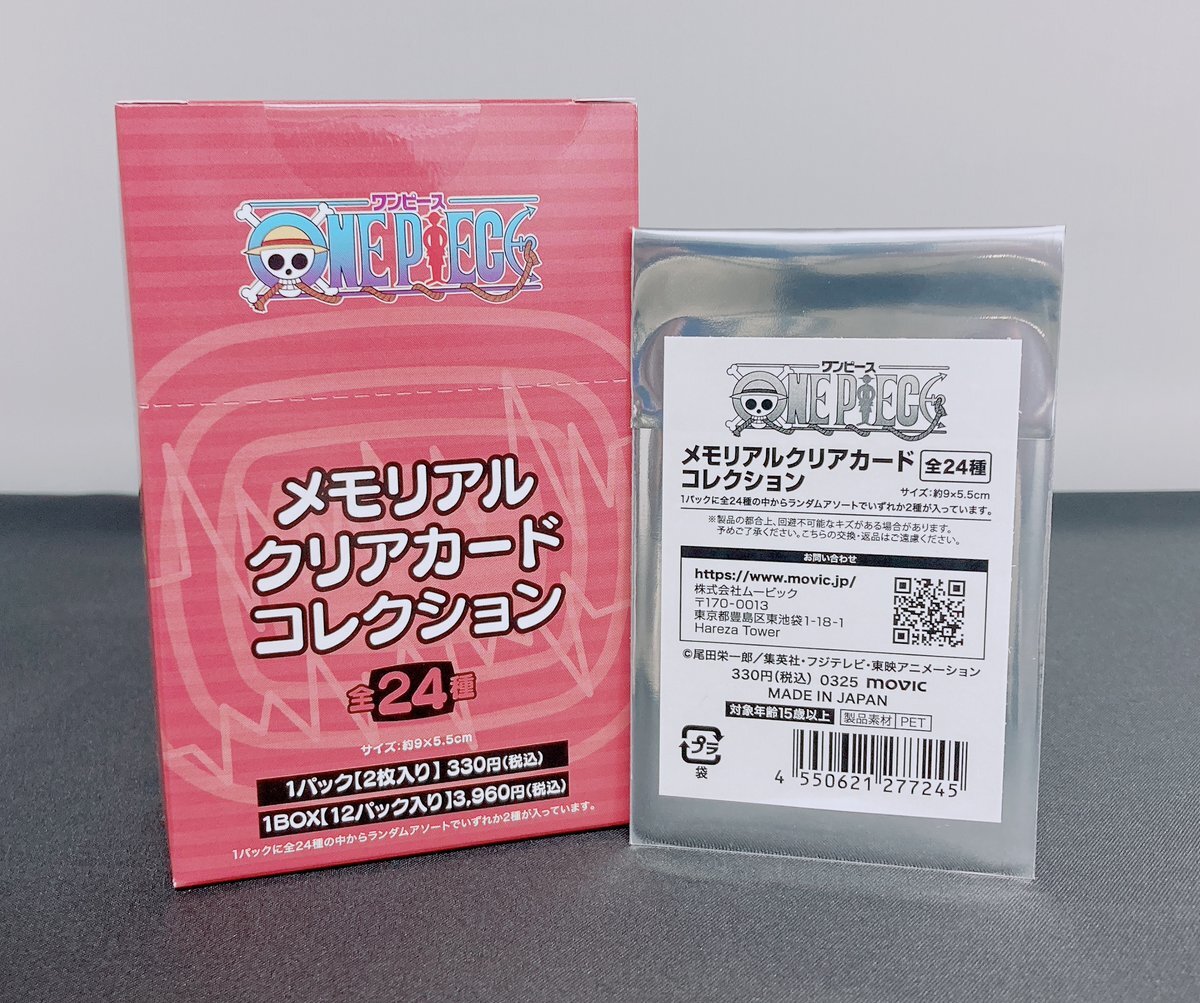 ワンピース
ONE PIECE
メモリアル
クリアカード
コレクション
全24種
サイズ:約9×5.5cm
1パック【2枚入り】330円(税込)
1BOX【12パック入り】3,960円(税込)
1パックに全24種の中からランダムアソートでいずれか2種が入っています。
ワンピース
ONE PIECE
メモリアルクリアカード
コレクション
全24種
サイズ:約9×5.5cm
1パックに全24種の中からランダムアソートでいずれか2種が入っています。
※製品の都合上、回避不可能なキズがある場合があります。
予めご了承ください。こちらの交換・返品はご遠慮ください。
お問い合わせ
https://www.movic.jp/
株式会社ムービック
〒170-0013
東京都豊島区東池袋1-18-1
Hareza Tower
©尾田栄一郎/集英社・フジテレビ・東映アニメーション
330円(税込) 0325 movic
MADE IN JAPAN
対象年齢15歳以上 製品素材 PET
プラ
袋
4 550621 277245